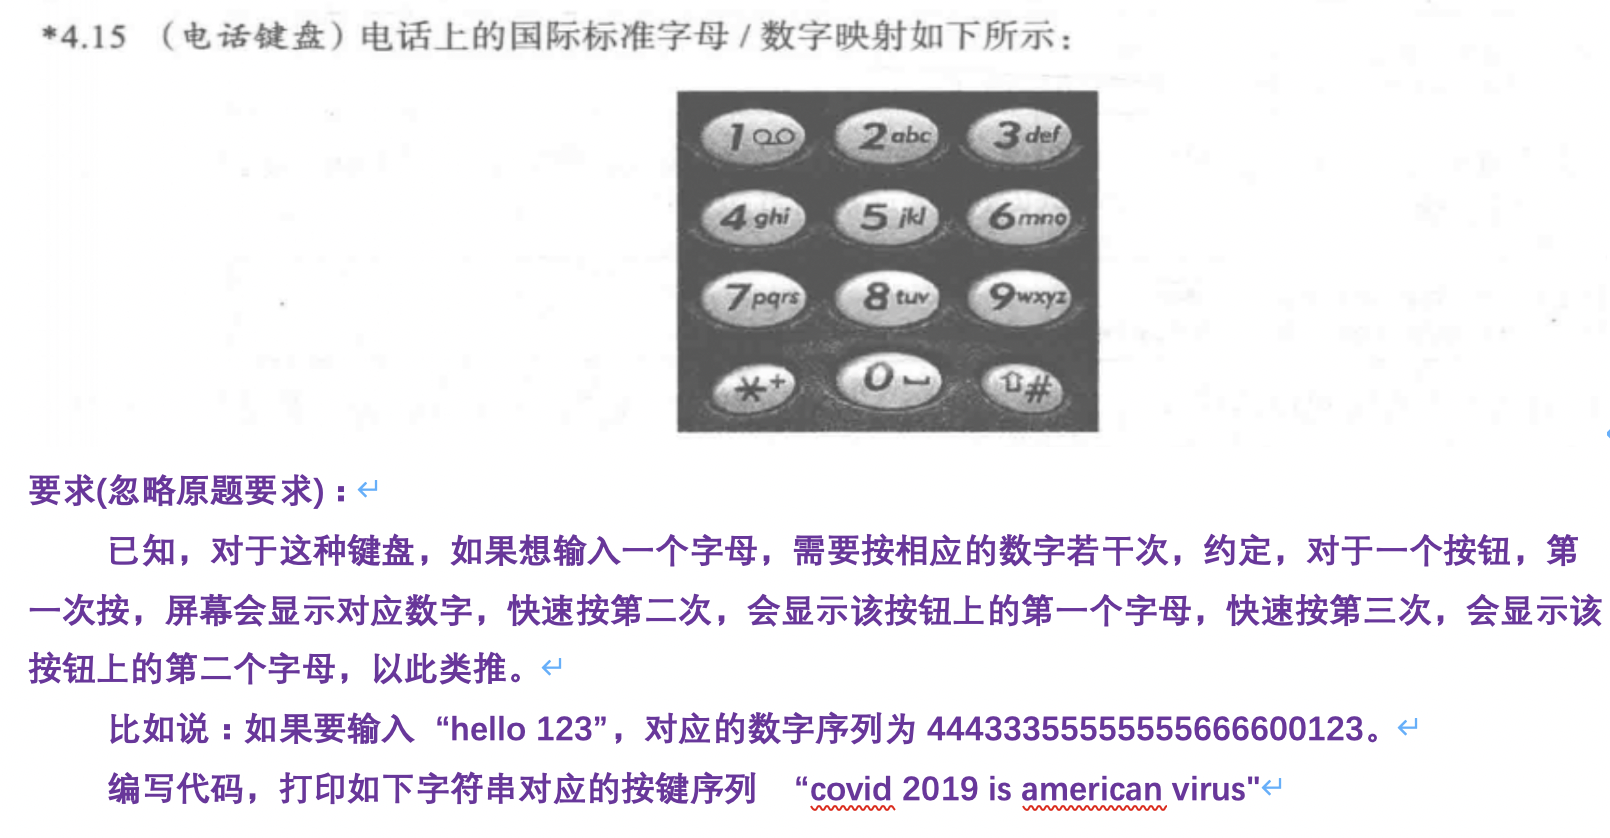 *4.15 （电话键盘）电话上的国际标准字母 / 数字映射如下所示：
1 2 abc 3 def
4 ghi 5 jkl 6 mno
7 pqrs 8 tuv 9 wxyz
*+ 0 #
要求(忽略原题要求)：
已知，对于这种键盘，如果想输入一个字母，需要按相应的数字若干次，约定，对于一个按钮，第
一次按，屏幕会显示对应数字，快速按第二次，会显示该按钮上的第一个字母，快速按第三次，会显示该
按钮上的第二个字母，以此类推。
比如说：如果要输入 “hello 123”，对应的数字序列为 44433355555555666600123。
编写代码，打印如下字符串对应的按键序列 “covid 2019 is american virus"